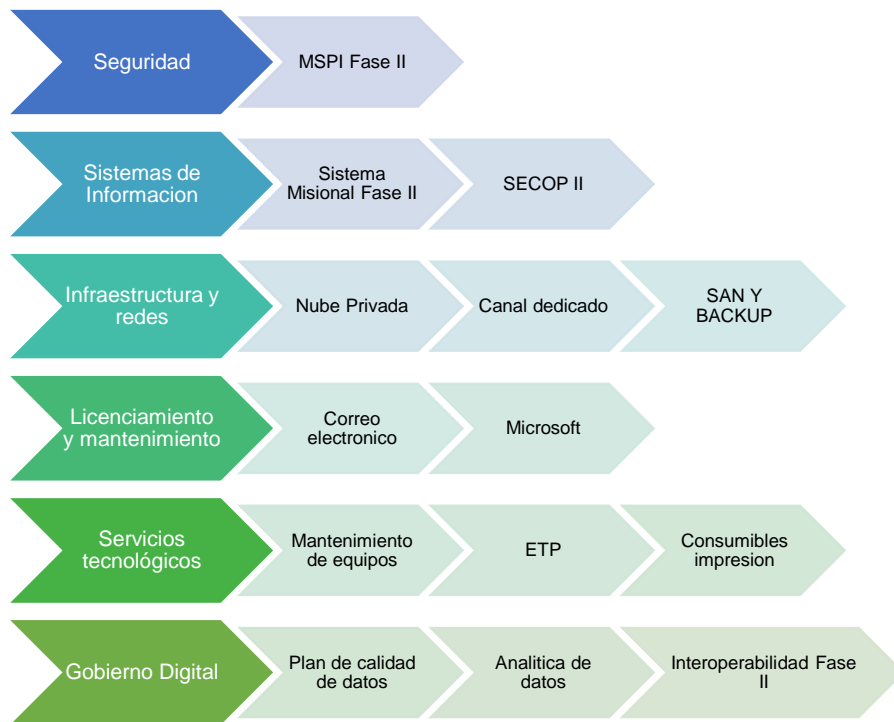 Seguridad
MSPI Fase II
Sistemas de
Informacion
Sistema
Misional Fase II
SECOP II
Infraestructura y
redes
Nube Privada
Canal dedicado
SAN Y
BACKUP
Licenciamiento
y mantenimiento
Correo
electronico
Microsoft
Servicios
tecnológicos
Mantenimiento
de equipos
ETP
Consumibles
impresion
Gobierno Digital
Plan de calidad
de datos
Analitica de
datos
Interoperabilidad Fase
II